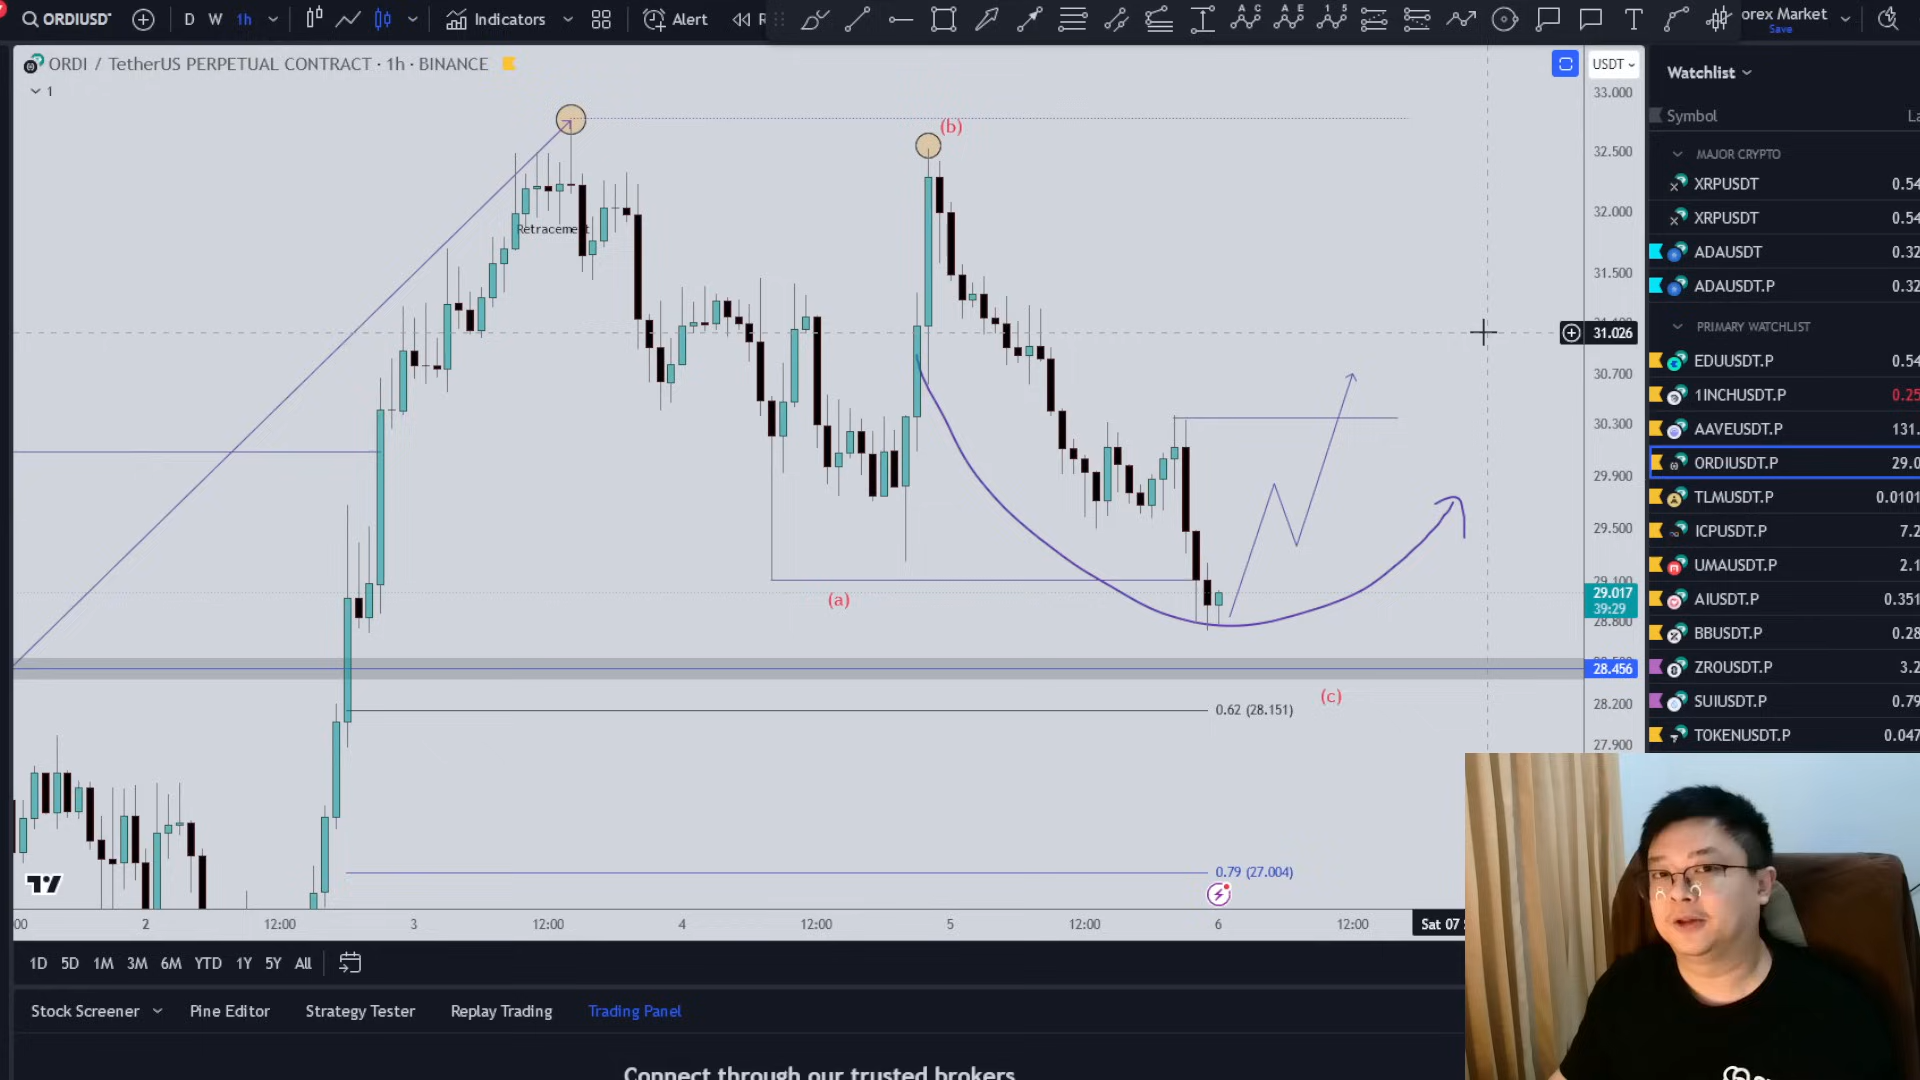 ORDIUSD
D W 1h
Indicators
Alert
orex Market
Save
ORDI / TetherUS PERPETUAL CONTRACT · 1h · BINANCE
1
USDT
33.000
32.500
32.000
31.500
31.026
30.700
30.300
29.900
29.500
29.100
29.017
39:29
28.800
28.456
28.200
27.900
(b)
Retracement
(a)
(c)
0.62 (28.151)
0.79 (27.004)
:00 2 12:00 3 12:00 4 12:00 5 12:00 6 12:00 Sat 07
1D 5D 1M 3M 6M YTD 1Y 5Y All
Stock Screener Pine Editor Strategy Tester Replay Trading Trading Panel
Connect through our trusted brokers
Watchlist
Symbol La
MAJOR CRYPTO
XRPUSDT 0.54
XRPUSDT 0.54
ADAUSDT 0.32
ADAUSDT.P 0.32
PRIMARY WATCHLIST
EDUUSDT.P 0.54
1INCHUSDT.P 0.25
AAVEUSDT.P 131.
ORDIUSDT.P 29.0
TLMUSDT.P 0.0101
ICPUSDT.P 7.2
UMAUSDT.P 2.1
AIUSDT.P 0.351
BBUSDT.P 0.28
ZROUSDT.P 3.2
SUIUSDT.P 0.79
TOKENUSDT.P 0.047